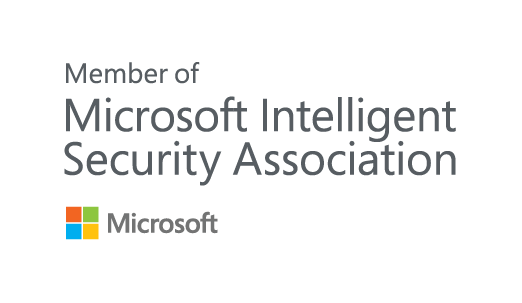 Member of
Microsoft Intelligent
Security Association
Microsoft